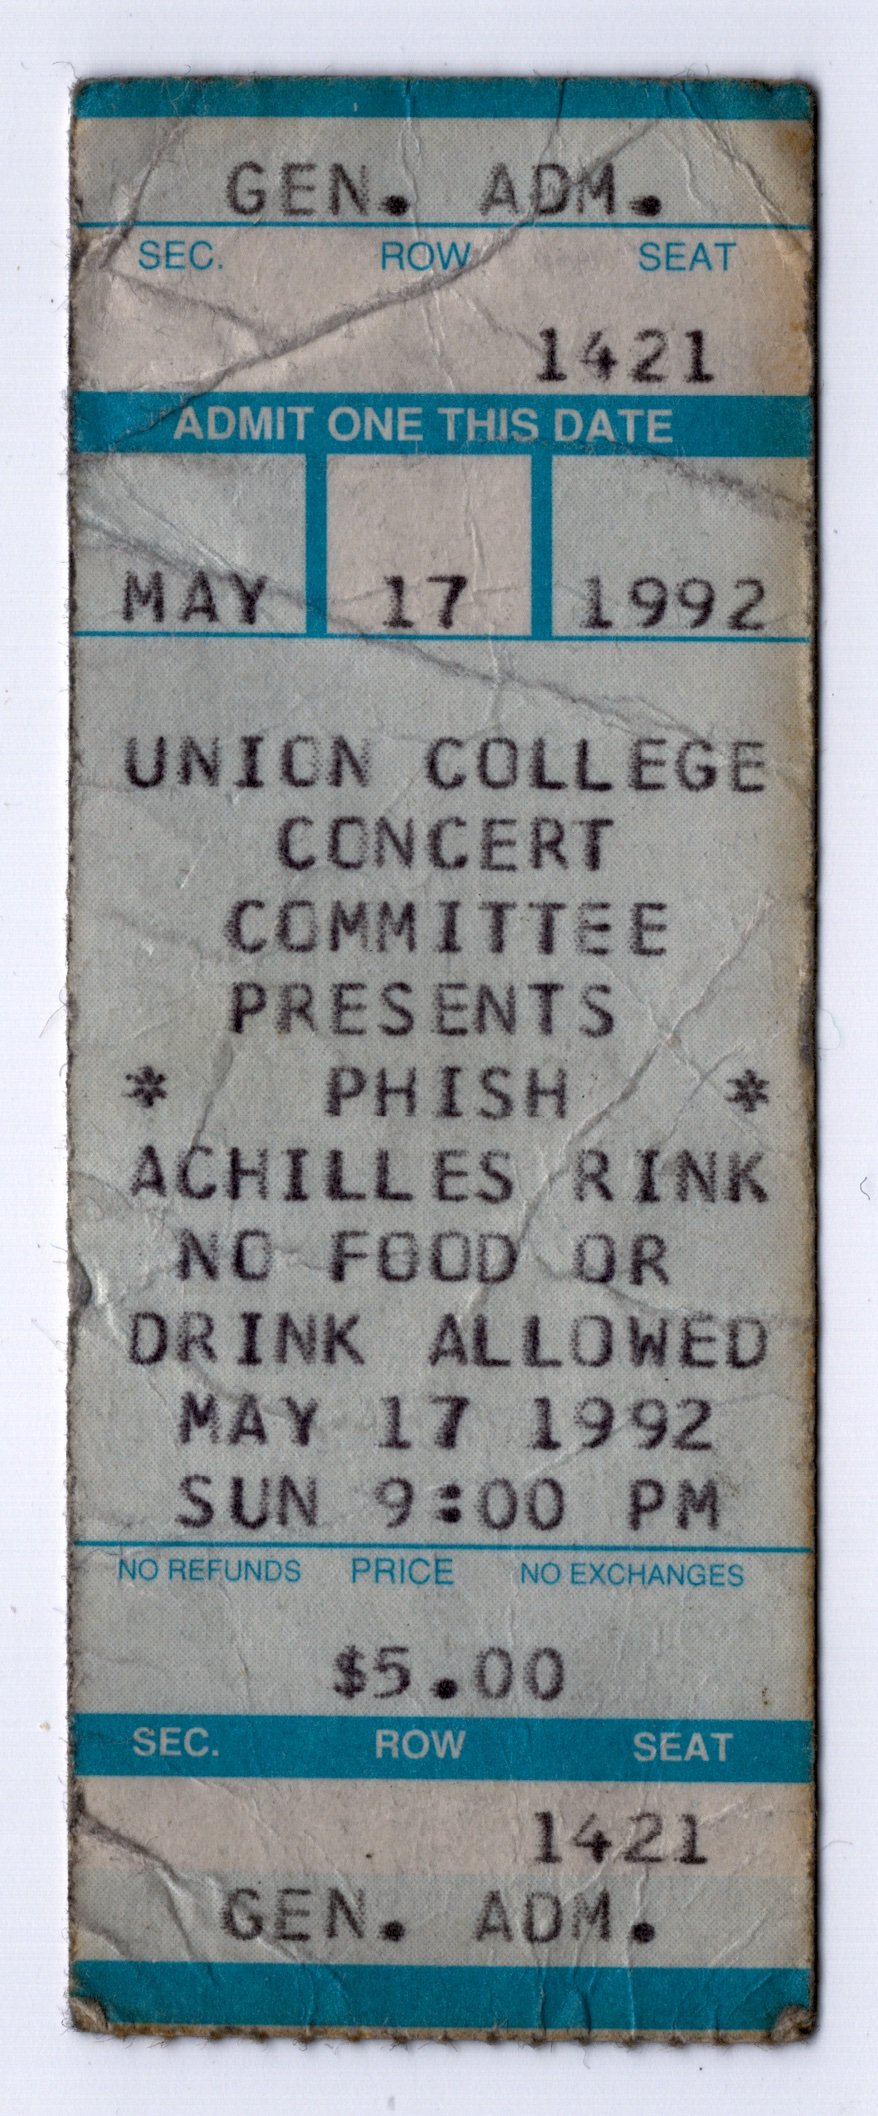 GEN. ADM.
SEC. ROW SEAT
1421
ADMIT ONE THIS DATE
MAY 17 1992
UNION COLLEGE
CONCERT
COMMITTEE
PRESENTS
* PHISH *
ACHILLES RINK
NO FOOD OR
DRINK ALLOWED
MAY 17 1992
SUN 9:00 PM
NO REFUNDS PRICE NO EXCHANGES
$5.00
SEC. ROW SEAT
1421
GEN. ADM.